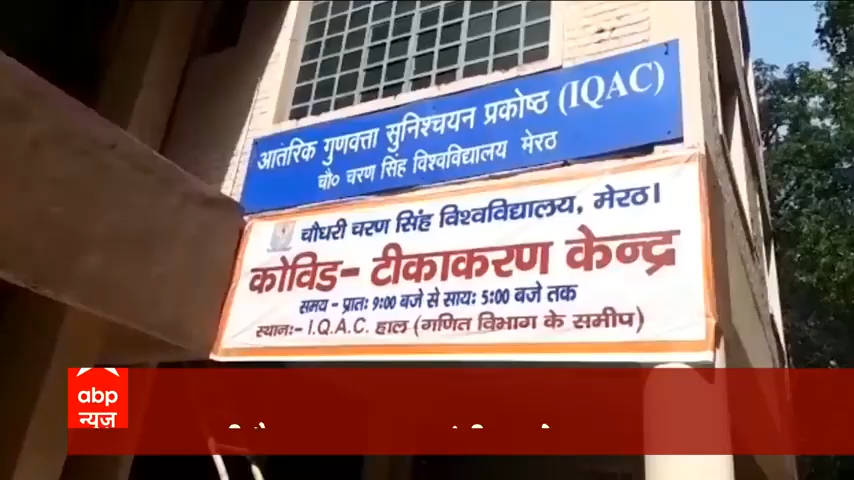 आतंरिक गुणवत्ता सुनिश्चयन प्रकोष्ठ (IQAC)
चौ० चरण सिंह विश्वविद्यालय मेरठ
चौधरी चरण सिंह विश्वविद्यालय, मेरठ।
कोविड- टीकाकरण केन्द्र
समय - प्रातः 9:00 बजे से सायः 5:00 बजे तक
स्थानः- I.Q.A.C. हाल (गणित विभाग के समीप)
abp
न्यूज़